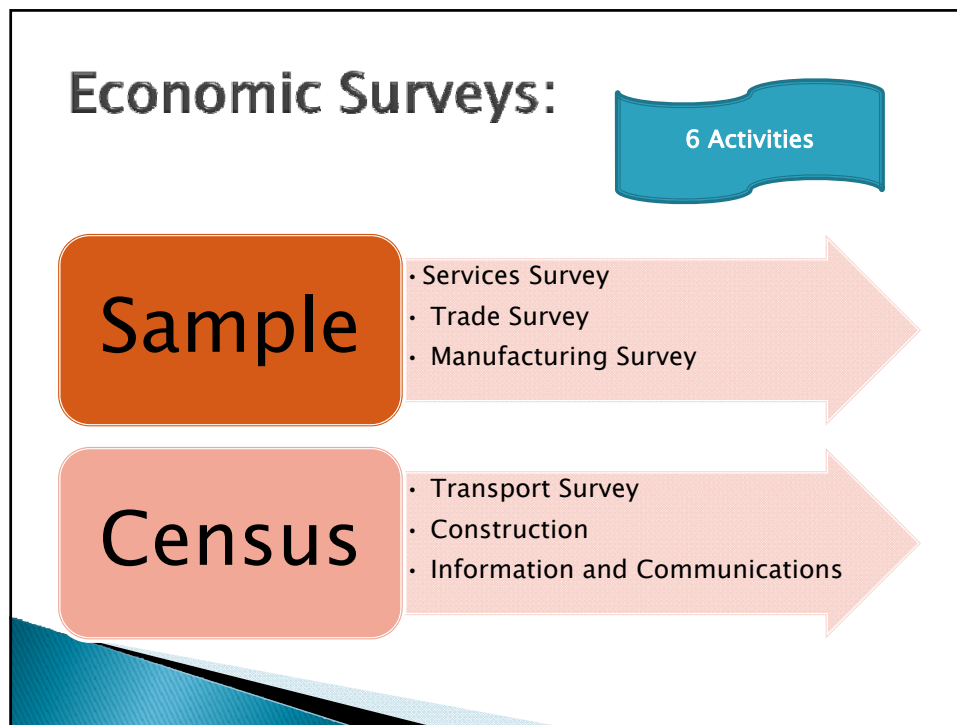 Economic Surveys:
6 Activities
Sample
• Services Survey
• Trade Survey
• Manufacturing Survey
Census
• Transport Survey
• Construction
• Information and Communications